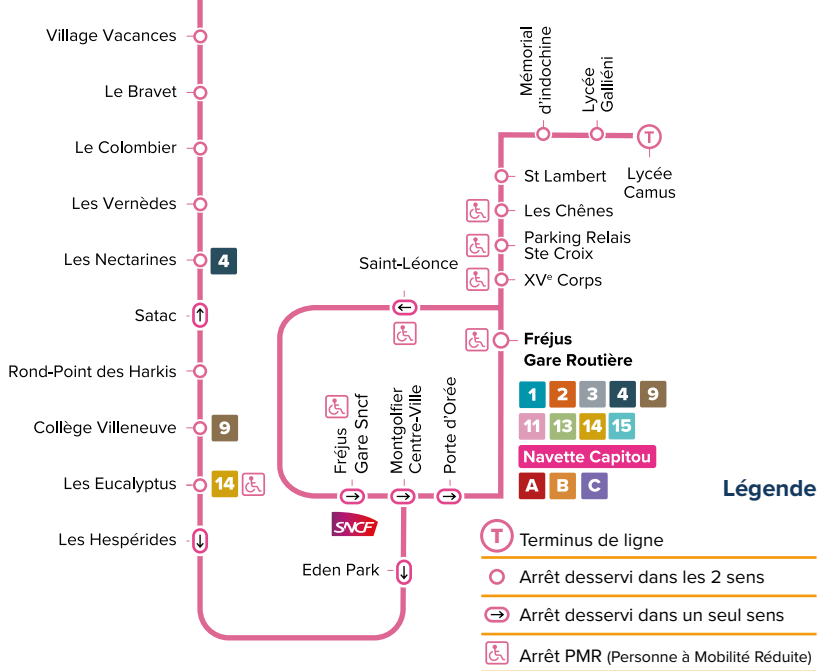 Village Vacances
Le Bravet
Le Colombier
Les Vernèdes
Les Nectarines
4
Satac
Rond-Point des Harkis
Collège Villeneuve
9
Les Eucalyptus
14
Les Hespérides
Eden Park
Saint-Léonce
Fréjus
Gare Sncf
SNCF
Montgolfier
Centre-Ville
Porte d'Orée
Mémorial
d'indochine
Lycée
Galliéni
T
Lycée
Camus
St Lambert
Les Chênes
Parking Relais
Ste Croix
XVᵉ Corps
Fréjus
Gare Routière
1 2 3 4 9
11 13 14 15
Navette Capitou
A B C
Légende
T Terminus de ligne
Arrêt desservi dans les 2 sens
Arrêt desservi dans un seul sens
Arrêt PMR (Personne à Mobilité Réduite)